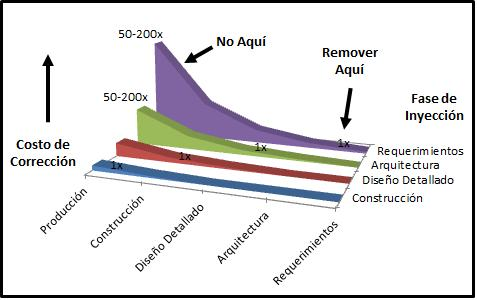 50-200x
No Aquí
Remover
Aquí
Fase de
Inyección
50-200x
Costo de
Corrección
1x
1x
1x
1x
Requerimientos
Arquitectura
Diseño Detallado
Construcción
Producción
Construcción
Diseño Detallado
Arquitectura
Requerimientos